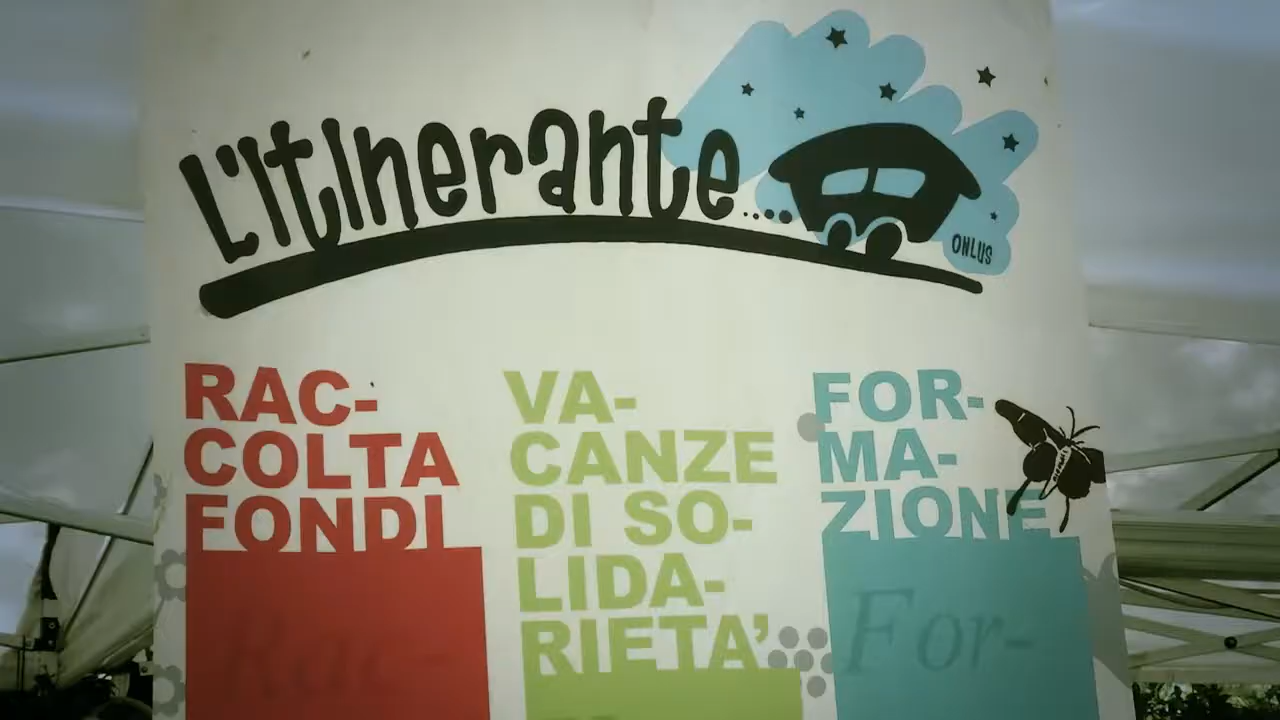 L'itinerante....
ONLUS
RAC-
COLTA
FONDI
Rac-
VA-
CANZE
DI SO-
LIDA-
RIETA'
FOR-
MA-
ZIONE
For-